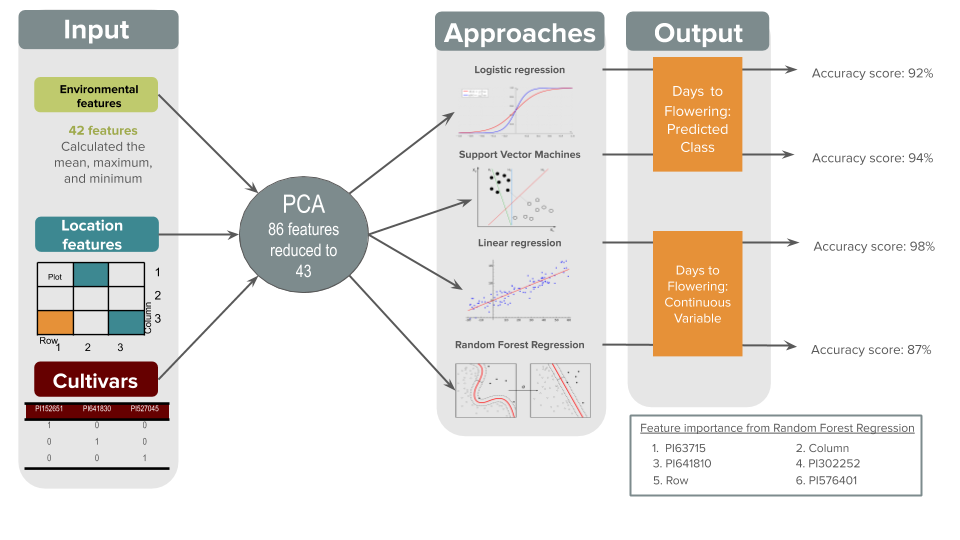 Input
Environmental
features
42 features
Calculated the
mean, maximum,
and minimum
Location
features
Plot
1
2
3
Column
Row
1 2 3
Cultivars
PI152651 PI641830 PI527045
1 0 0
0 1 0
0 0 1
PCA
86 features
reduced to
43
Approaches
Logistic regression
Support Vector Machines
Linear regression
Random Forest Regression
Output
Days to
Flowering:
Predicted
Class
Days to
Flowering:
Continuous
Variable
Accuracy score: 92%
Accuracy score: 94%
Accuracy score: 98%
Accuracy score: 87%
Feature importance from Random Forest Regression
1. PI63715 2. Column
3. PI641810 4. PI302252
5. Row 6. PI576401